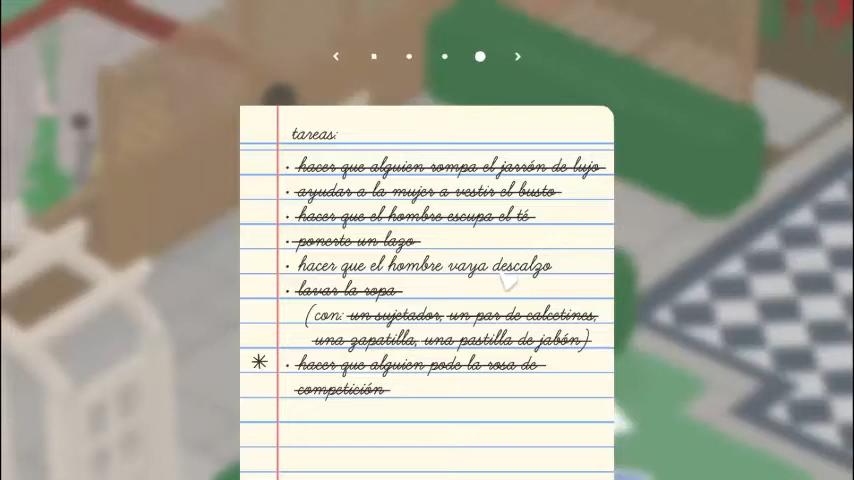 tareas:
· hacer que alguien rompa el jarrón de lujo
· ayudar a la mujer a vestir el busto
· hacer que el hombre escupa el té
· ponerte un lazo
· hacer que el hombre vaya descalzo
· lavar la ropa
(con: un sujetador, un par de calcetines,
una zapatilla, una pastilla de jabón)
· hacer que alguien pode la rosa de
competición